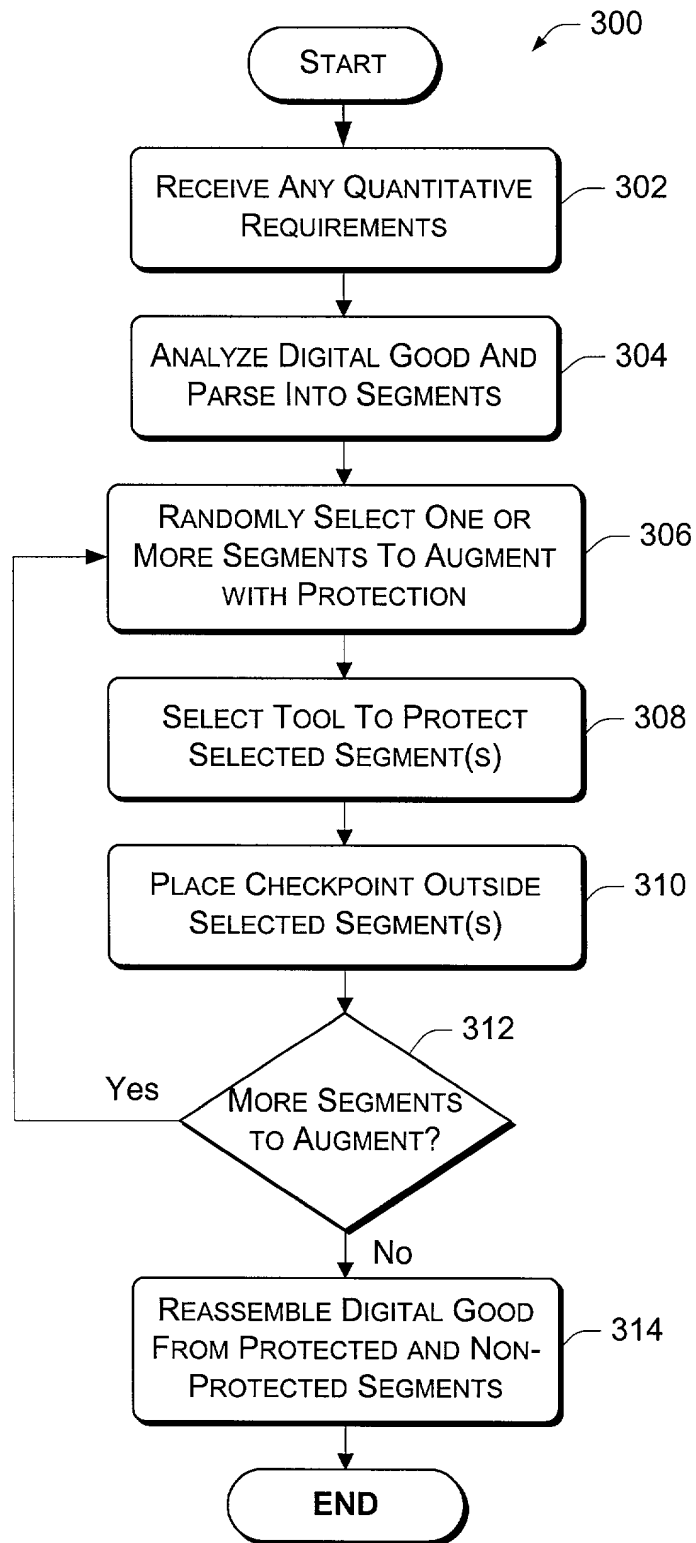 300
START
RECEIVE ANY QUANTITATIVE
REQUIREMENTS
302
ANALYZE DIGITAL GOOD AND
PARSE INTO SEGMENTS
304
RANDOMLY SELECT ONE OR
MORE SEGMENTS TO AUGMENT
WITH PROTECTION
306
SELECT TOOL TO PROTECT
SELECTED SEGMENT(S)
308
PLACE CHECKPOINT OUTSIDE
SELECTED SEGMENT(S)
310
312
Yes
MORE SEGMENTS
TO AUGMENT?
No
REASSEMBLE DIGITAL GOOD
FROM PROTECTED AND NON-
PROTECTED SEGMENTS
314
END